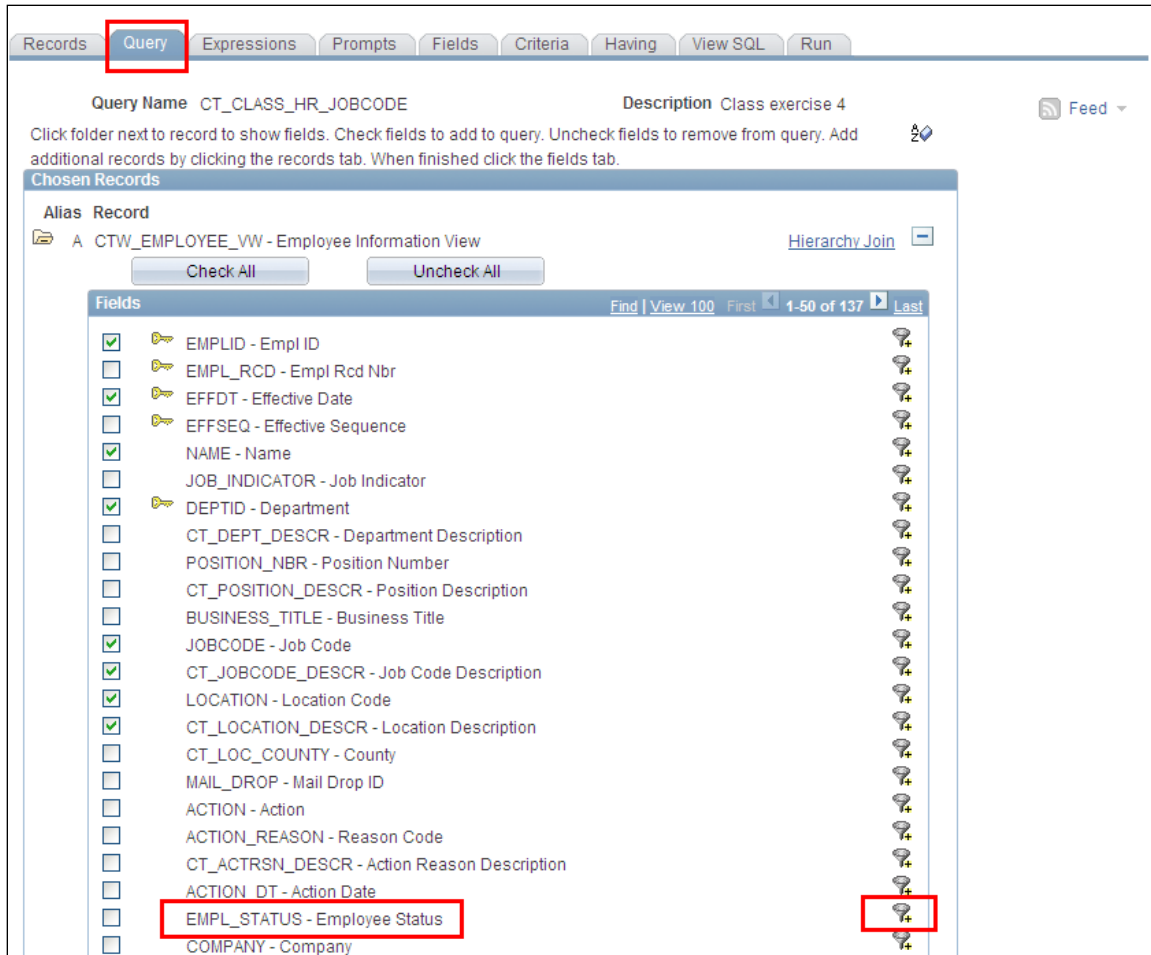 Records Query Expressions Prompts Fields Criteria Having View SQL Run
Query Name CT_CLASS_HR_JOBCODE Description Class exercise 4 Feed
Click folder next to record to show fields. Check fields to add to query. Uncheck fields to remove from query. Add
additional records by clicking the records tab. When finished click the fields tab.
Chosen Records
Alias Record
A CTW_EMPLOYEE_VW - Employee Information View Hierarchy Join
Check All Uncheck All
Fields Find | View 100 First 1-50 of 137 Last
EMPLID - Empl ID
EMPL_RCD - Empl Rcd Nbr
EFFDT - Effective Date
EFFSEQ - Effective Sequence
NAME - Name
JOB_INDICATOR - Job Indicator
DEPTID - Department
CT_DEPT_DESCR - Department Description
POSITION_NBR - Position Number
CT_POSITION_DESCR - Position Description
BUSINESS_TITLE - Business Title
JOBCODE - Job Code
CT_JOBCODE_DESCR - Job Code Description
LOCATION - Location Code
CT_LOCATION_DESCR - Location Description
CT_LOC_COUNTY - County
MAIL_DROP - Mail Drop ID
ACTION - Action
ACTION_REASON - Reason Code
CT_ACTRSN_DESCR - Action Reason Description
ACTION_DT - Action Date
EMPL_STATUS - Employee Status
COMPANY - Company